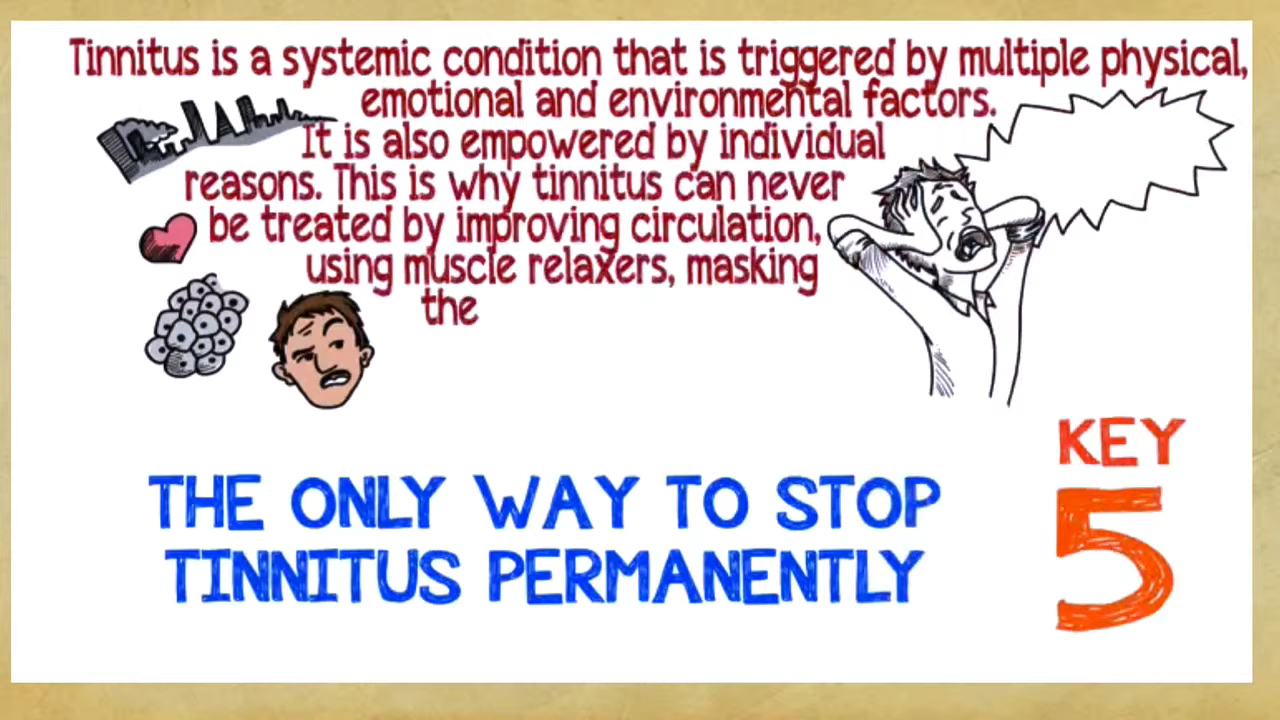 Tinnitus is a systemic condition that is triggered by multiple physical,
emotional and environmental factors.
It is also empowered by individual
reasons. This is why tinnitus can never
be treated by improving circulation,
using muscle relaxers, masking
the
KEY
5
THE ONLY WAY TO STOP
TINNITUS PERMANENTLY